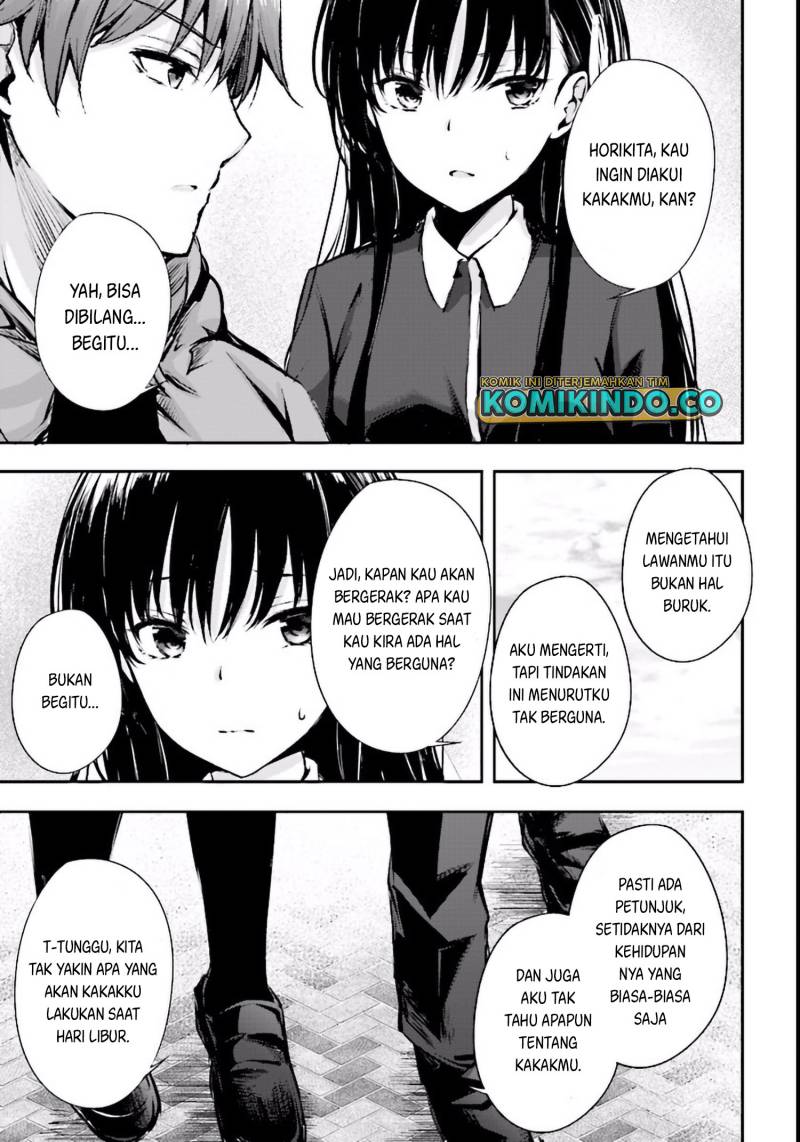 HORIKITA, KAU
INGIN DIAKUI
KAKAKMU, KAN?
YAH, BISA
DIBILANG...
BEGITU...
KOMIK INI DITERJEMAHKAN TIM
KOMIKINDO.CO
MENGETAHUI
LAWANMU ITU
BUKAN HAL
BURUK.
AKU MENGERTI,
TAPI TINDAKAN
INI MENURUTKU
TAK BERGUNA.
JADI, KAPAN KAU AKAN
BERGERAK? APA KAU
MAU BERGERAK SAAT
KAU KIRA ADA HAL
YANG BERGUNA?
BUKAN
BEGITU...
PASTI ADA
PETUNJUK,
SETIDAKNYA DARI
KEHIDUPAN
NYA YANG
BIASA-BIASA
SAJA
DAN JUGA
AKU TAK
TAHU APAPUN
TENTANG
KAKAKMU.
T-TUNGGU, KITA
TAK YAKIN APA YANG
AKAN KAKAKKU
LAKUKAN SAAT
HARI LIBUR.